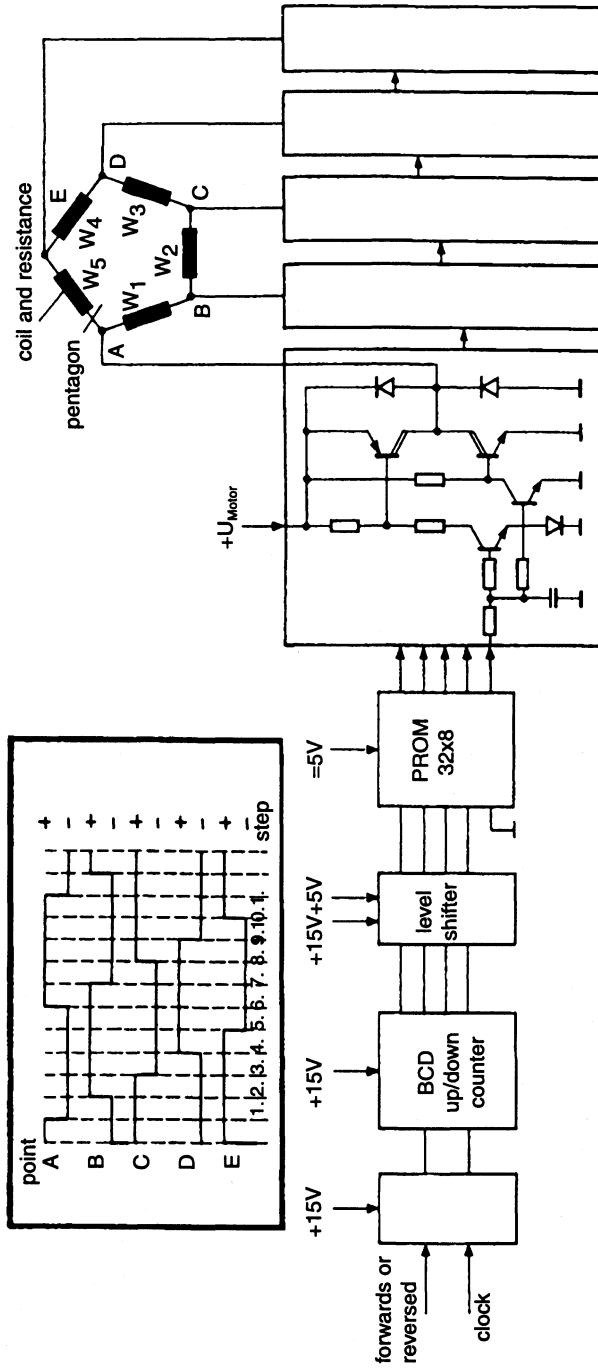 point
A
+
−
B
+
−
C
+
−
D
+
−
E
+
−
1. 2. 3. 4. 5. 6. 7. 8. 9. 10. 1.
step
forwards or
reversed
clock
+15V
+15V
BCD
up/down
counter
+15V+5V
level
shifter
=5V
PROM
32x8
+U Motor
coil and resistance
pentagon
A
B
C
D
E
W1
W2
W3
W4
W5